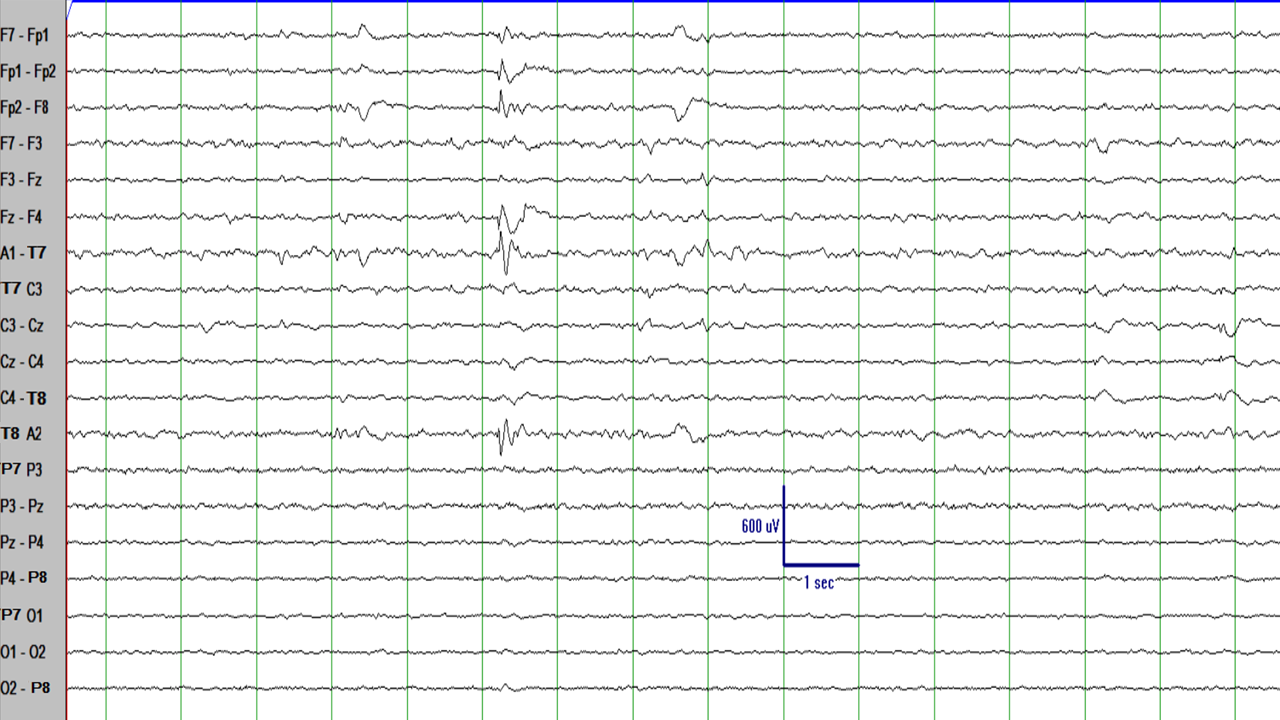 F7 - Fp1
Fp1 - Fp2
Fp2 - F8
F7 - F3
F3 - Fz
Fz - F4
A1 - T7
T7 C3
C3 - Cz
Cz - C4
C4 - T8
T8 A2
P7 P3
P3 - Pz
600 uV
Pz - P4
P4 - P8
1 sec
P7 O1
O1 - O2
O2 - P8